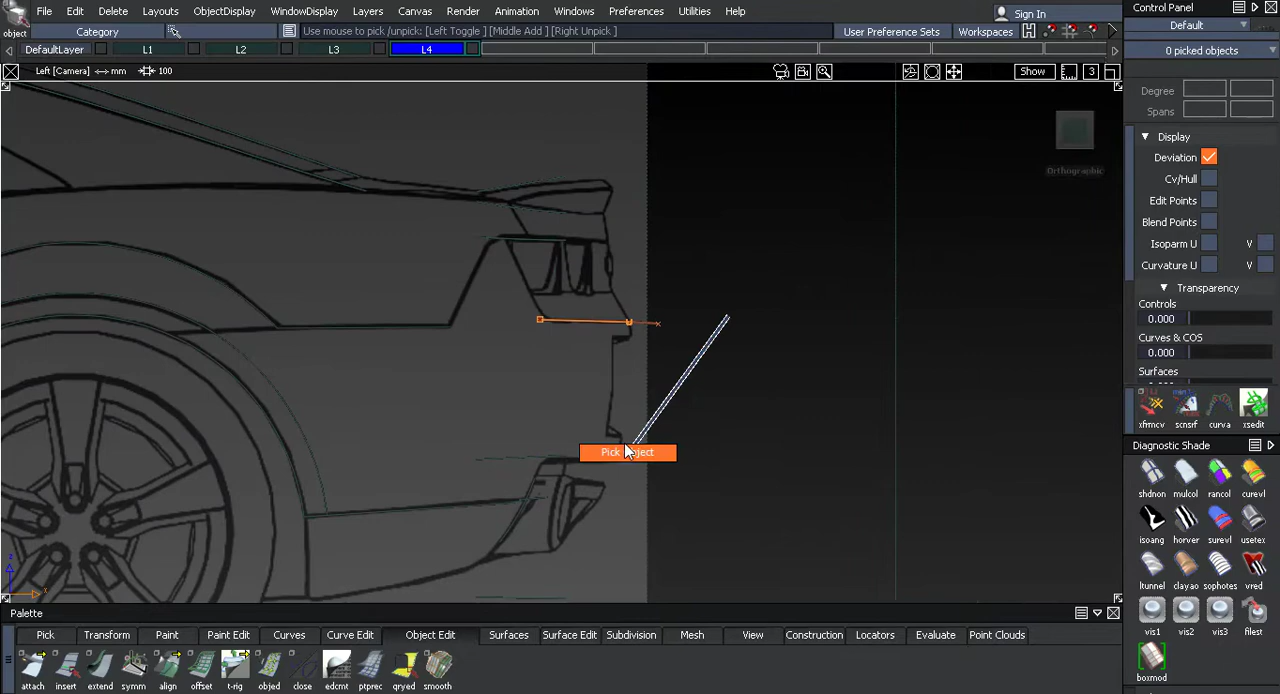 File Edit Delete Layouts ObjectDisplay WindowDisplay Layers Canvas Render Animation Windows Preferences Utilities Help
Sign In
Control Panel
object
Category
Use mouse to pick /unpick: [Left Toggle ] [Middle Add ] [Right Unpick ]
User Preference Sets
Workspaces
Default
DefaultLayer
L1
L2
L3
L4
0 picked objects
Left [Camera] mm 100
Show
3
Degree
Spans
Display
Deviation
Cv/Hull
Edit Points
Blend Points
Isoparm U V
Curvature U V
Transparency
Controls
0.000
Curves & COS
0.000
Surfaces
Orthographic
Pick Object
z
x
xfrmcv scnsrf curva xsedit
Diagnostic Shade
shdnon mulcol rancol curevl
isoang horver surevl usetex
ltunnel clayao sophotes vred
vis1 vis2 vis3 filest
boxmod
Palette
Pick Transform Paint Paint Edit Curves Curve Edit Object Edit Surfaces Surface Edit Subdivision Mesh View Construction Locators Evaluate Point Clouds
attach insert extend symm align offset t-rig objed close edcmt ptprec qryed smooth